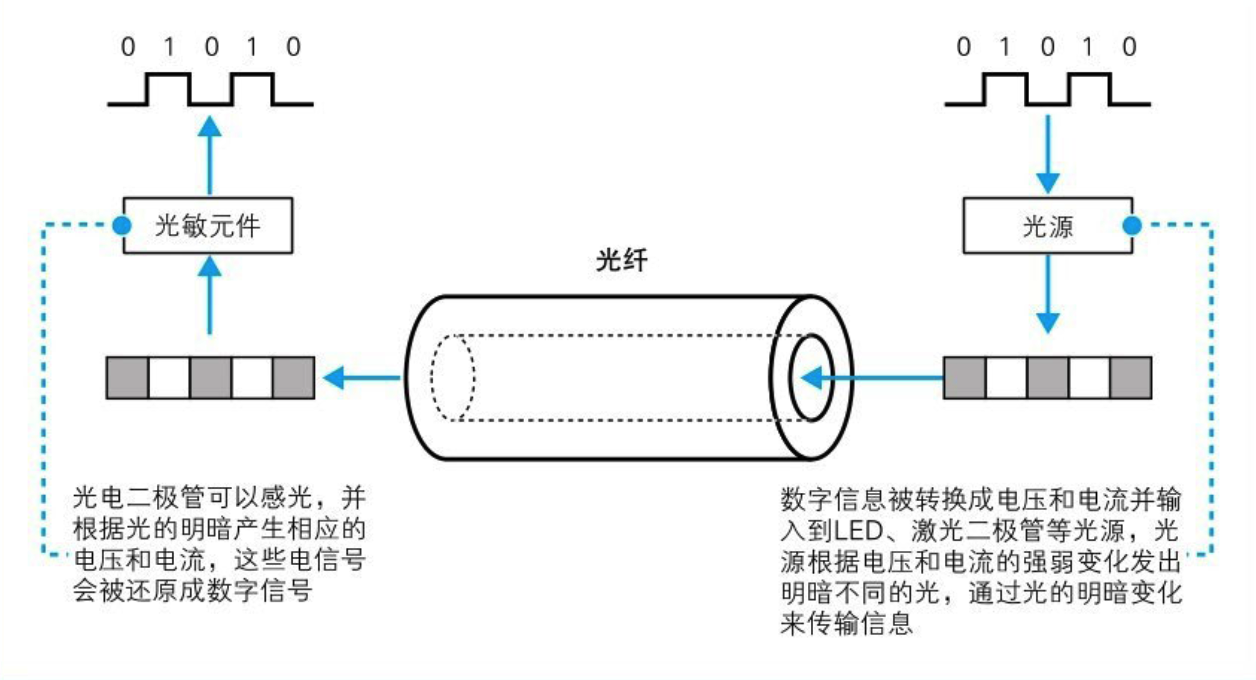 0 1 0 1 0
0 1 0 1 0
光敏元件
光源
光纤
光电二极管可以感光，并
根据光的明暗产生相应的
电压和电流，这些电信号
会被还原成数字信号
数字信息被转换成电压和电流并输
入到LED、激光二极管等光源，光
源根据电压和电流的强弱变化发出
明暗不同的光，通过光的明暗变化
来传输信息